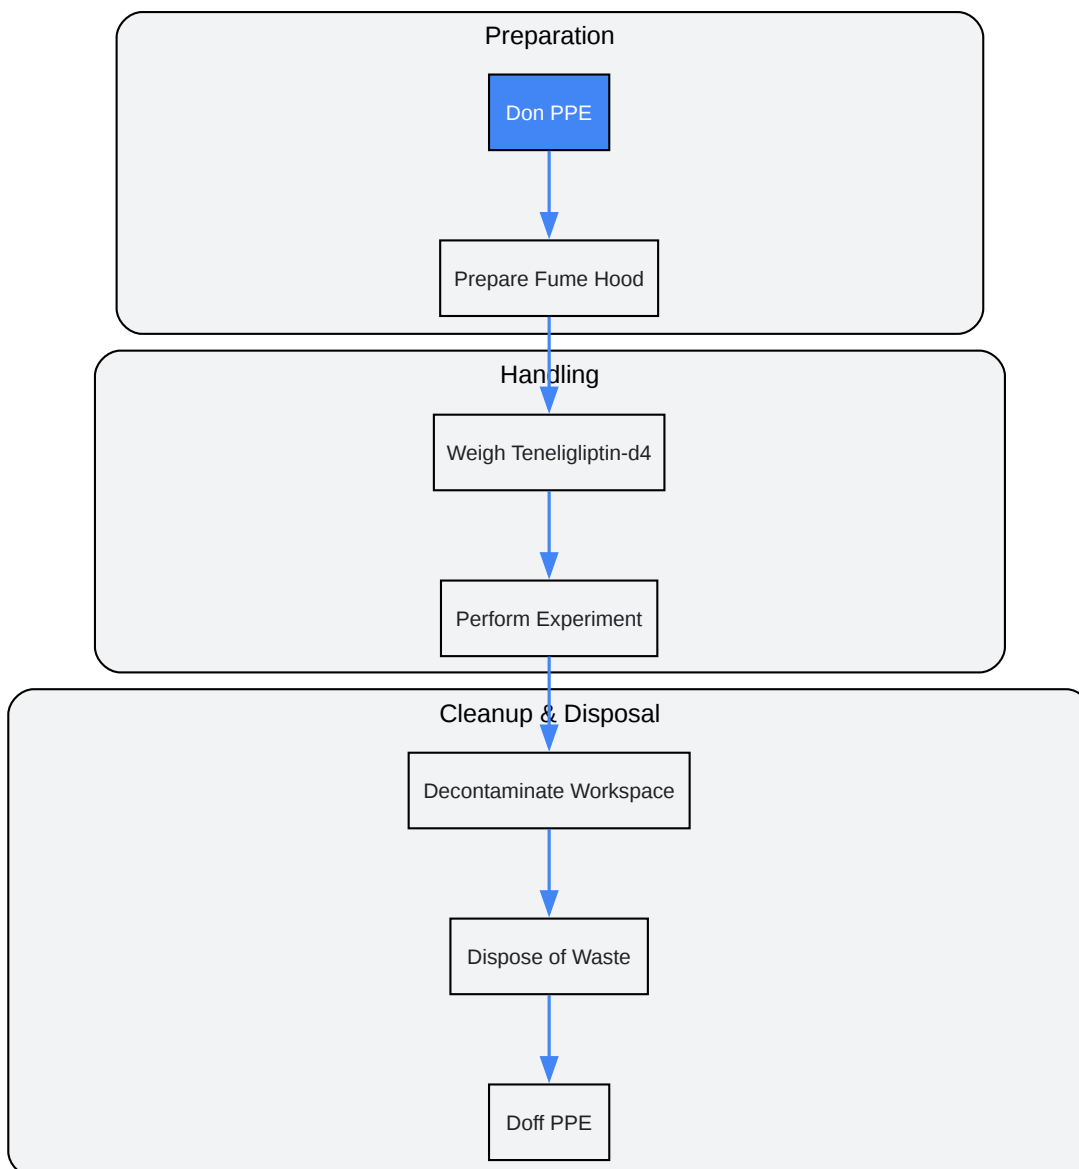 Preparation
Don PPE
Prepare Fume Hood
Handling
Weigh Teneligliptin-d4
Perform Experiment
Cleanup & Disposal
Decontaminate Workspace
Dispose of Waste
Doff PPE